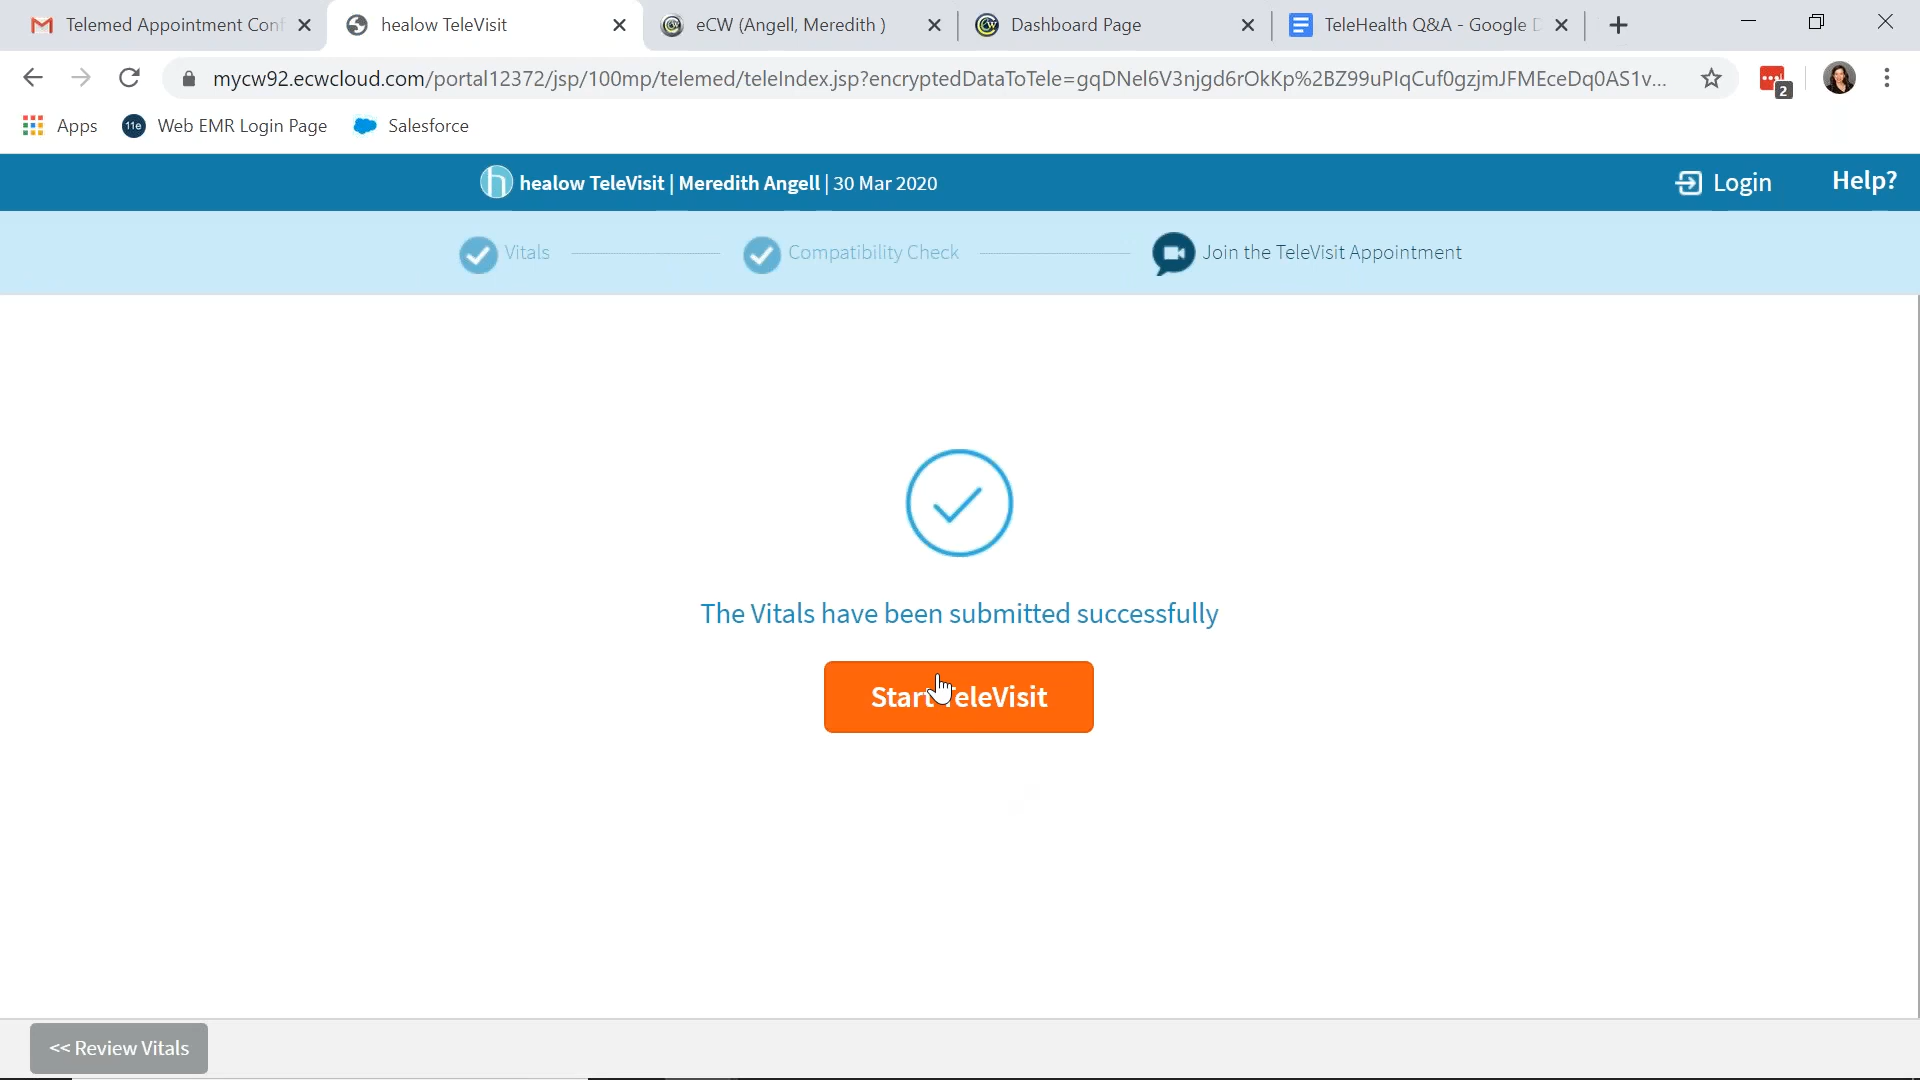 Telemed Appointment Conf
healow TeleVisit
eCW (Angell, Meredith )
Dashboard Page
TeleHealth Q&A - Google D
mycw92.ecwcloud.com/portal12372/jsp/100mp/telemed/teleIndex.jsp?encryptedDataToTele=gqDNel6V3njgd6rOkKp%2BZ99uPlqCuf0gzjmJFMEceDq0AS1v...
2
Apps
11e
Web EMR Login Page
Salesforce
h healow TeleVisit | Meredith Angell | 30 Mar 2020
Login
Help?
Vitals
Compatibility Check
Join the TeleVisit Appointment
The Vitals have been submitted successfully
Start TeleVisit
<< Review Vitals